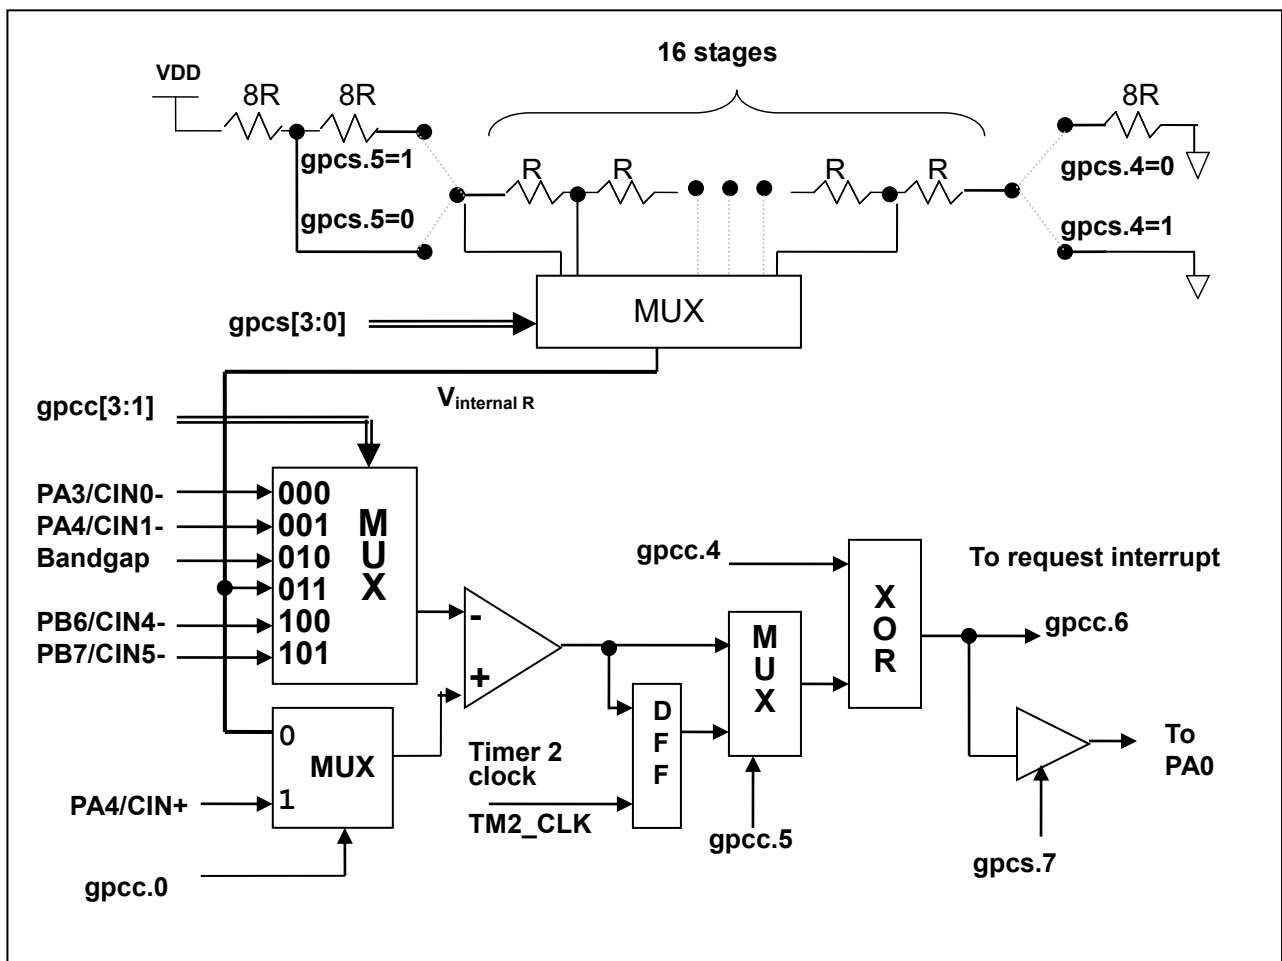 16 stages
VDD
8R
8R
8R
gpcs.5=1
R
R
R
R
gpcs.4=0
gpcs.5=0
gpcs.4=1
MUX
gpcs[3:0]
Vinternal R
gpcc[3:1]
PA3/CIN0-
000
PA4/CIN1-
001
Bandgap
010
011
PB6/CIN4-
100
PB7/CIN5-
101
M
U
X
-
+
gpcc.4
To request interrupt
X
O
R
gpcc.6
M
U
X
D
F
F
0
MUX
1
PA4/CIN+
gpcc.0
Timer 2
clock
TM2_CLK
gpcc.5
To
PA0
gpcs.7